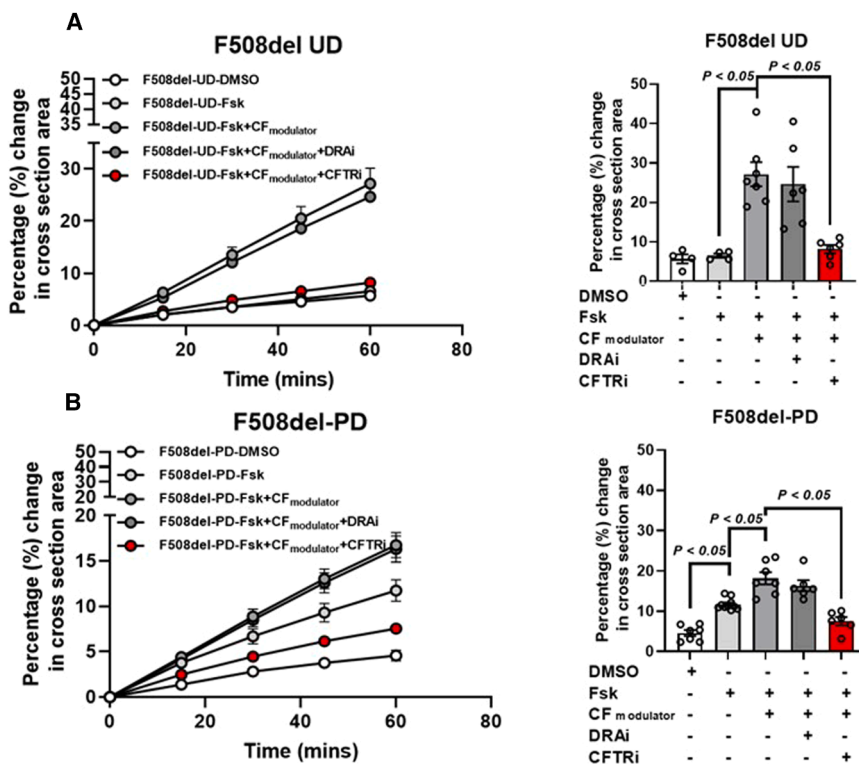 A
F508del UD
Percentage (%) change
in cross section area
50
45
40
35
30
20
10
0
F508del-UD-DMSO
F508del-UD-Fsk
F508del-UD-Fsk+CFmodulator
F508del-UD-Fsk+CFmodulator+DRAi
F508del-UD-Fsk+CFmodulator+CFTRi
0 20 40 60 80
Time (mins)
F508del UD
P < 0.05
P < 0.05
Percentage (%) change
in cross section area
50
40
30
20
10
0
DMSO + - - - -
Fsk - + + + +
CF modulator - - + + +
DRAi - - - + -
CFTRi - - - - +
B
F508del-PD
Percentage (%) change
in cross section area
50
40
30
20
20
15
10
5
0
F508del-PD-DMSO
F508del-PD-Fsk
F508del-PD-Fsk+CFmodulator
F508del-PD-Fsk+CFmodulator+DRAi
F508del-PD-Fsk+CFmodulator+CFTRi
0 20 40 60 80
Time (mins)
F508del-PD
P < 0.05
P < 0.05
P < 0.05
Percentage (%) change
in cross section area
50
40
30
20
10
0
DMSO + - - - -
Fsk - + + + +
CF modulator - - + + +
DRAi - - - + -
CFTRi - - - - +